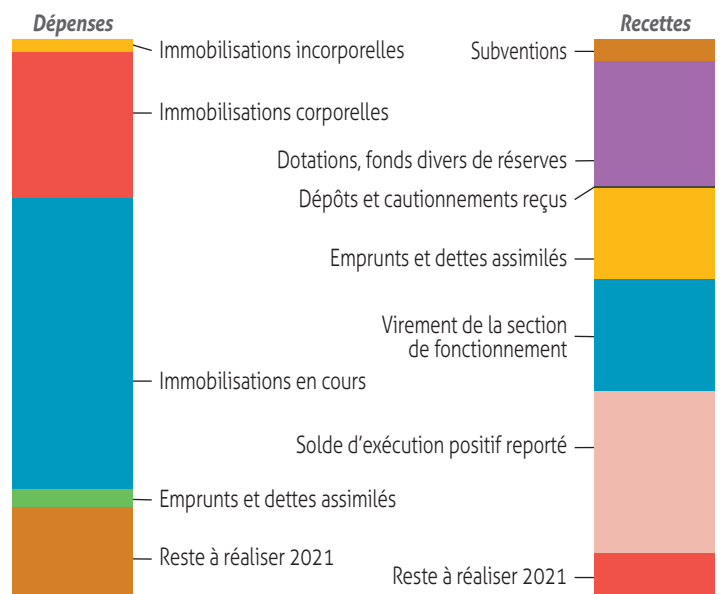 Dépenses
Immobilisations incorporelles
Immobilisations corporelles
Immobilisations en cours
Emprunts et dettes assimilés
Reste à réaliser 2021
Recettes
Subventions
Dotations, fonds divers de réserves
Dépôts et cautionnements reçus
Emprunts et dettes assimilés
Virement de la section
de fonctionnement
Solde d'exécution positif reporté
Reste à réaliser 2021